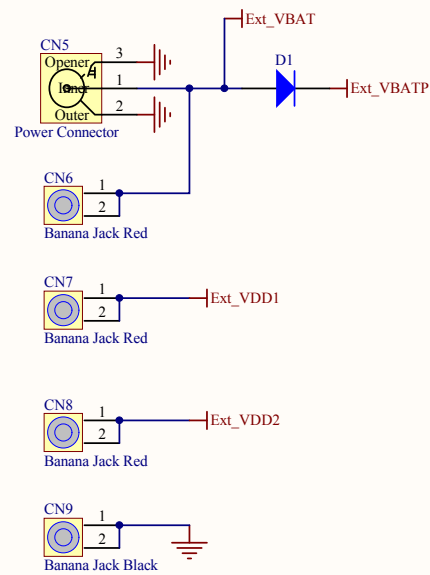 Ext_VBAT
CN5
Opener 3
D1
Inner 1
Ext_VBATP
Outer 2
Power Connector
CN6
1
2
Banana Jack Red
CN7
1
Ext_VDD1
2
Banana Jack Red
CN8
1
Ext_VDD2
2
Banana Jack Red
CN9
1
2
Banana Jack Black